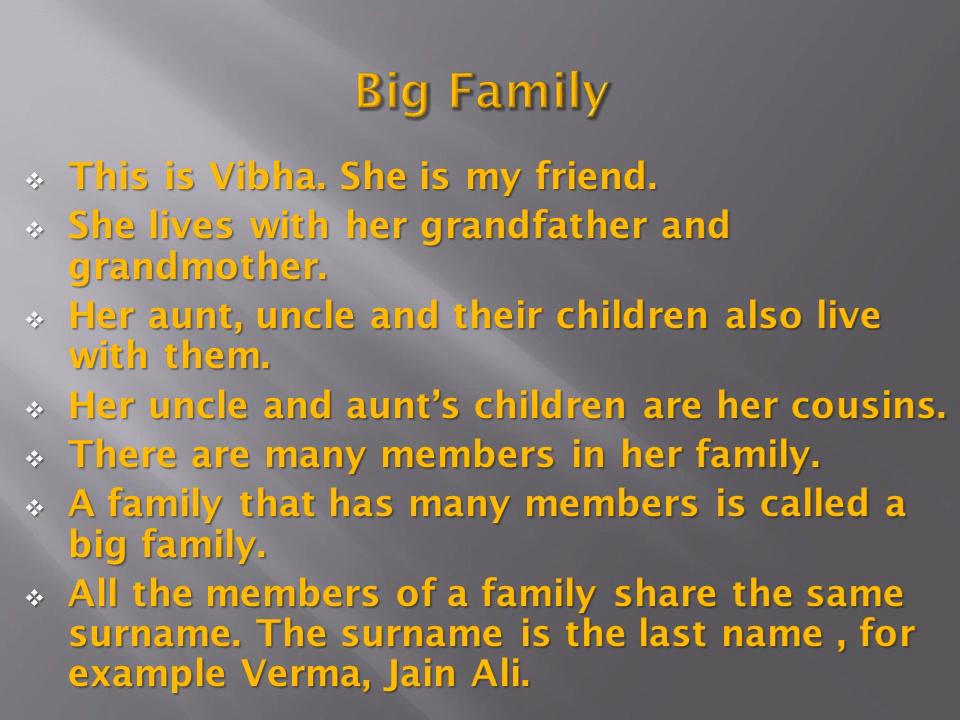 Big Family
This is Vibha. She is my friend.
She lives with her grandfather and
grandmother.
Her aunt, uncle and their children also live
with them.
Her uncle and aunt’s children are her cousins.
There are many members in her family.
A family that has many members is called a
big family.
All the members of a family share the same
surname. The surname is the last name , for
example Verma, Jain Ali.